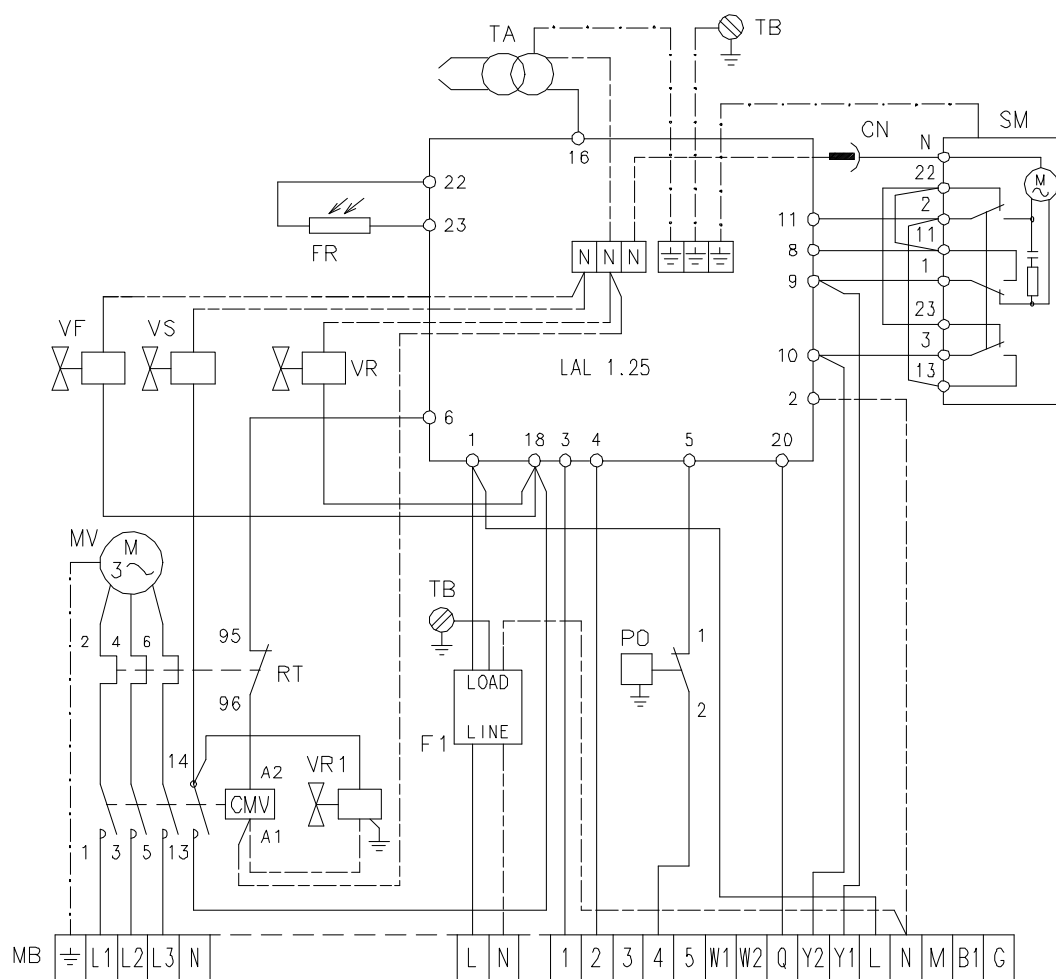 TA
TB
SM
CN
N
16
22
22
M
2
23
11
11
FR
8
N N N
1
9
VF
VS
23
VR
LAL 1.25
10
3
13
2
6
1
18
3
4
5
20
MV
M
3
TB
2
4
6
95
PO
1
RT
LOAD
96
2
LINE
F1
14
A2
VR1
CMV
A1
1
3
5
13
MB
L1 L2 L3 N
L N
1 2 3 4 5 W1 W2 Q Y2 Y1 L N M B1 G